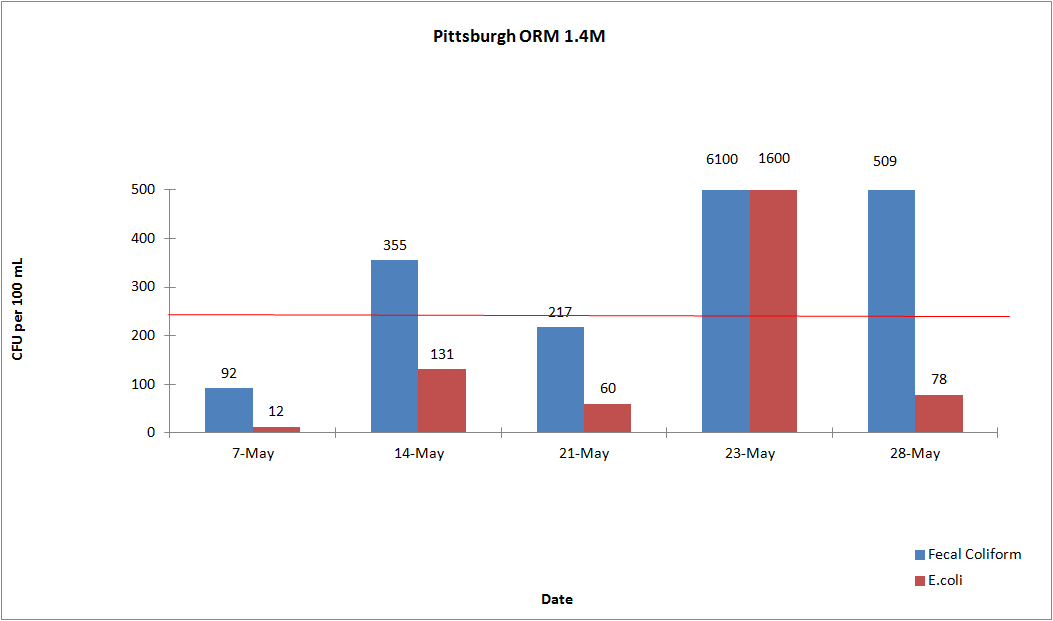 Pittsburgh ORM 1.4M
6100 1600 509
500
400
355
300
217
200
131
100
92
78
60
12
0
CFU per 100 mL
7-May 14-May 21-May 23-May 28-May
Fecal Coliform
E.coli
Date